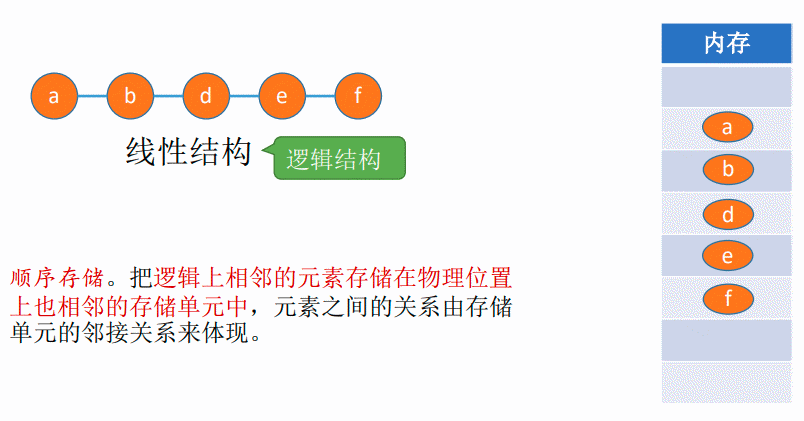 内存
a b d e f
线性结构
逻辑结构
a
b
d
e
f
顺序存储。把逻辑上相邻的元素存储在物理位置
上也相邻的存储单元中，元素之间的关系由存储
单元的邻接关系来体现。